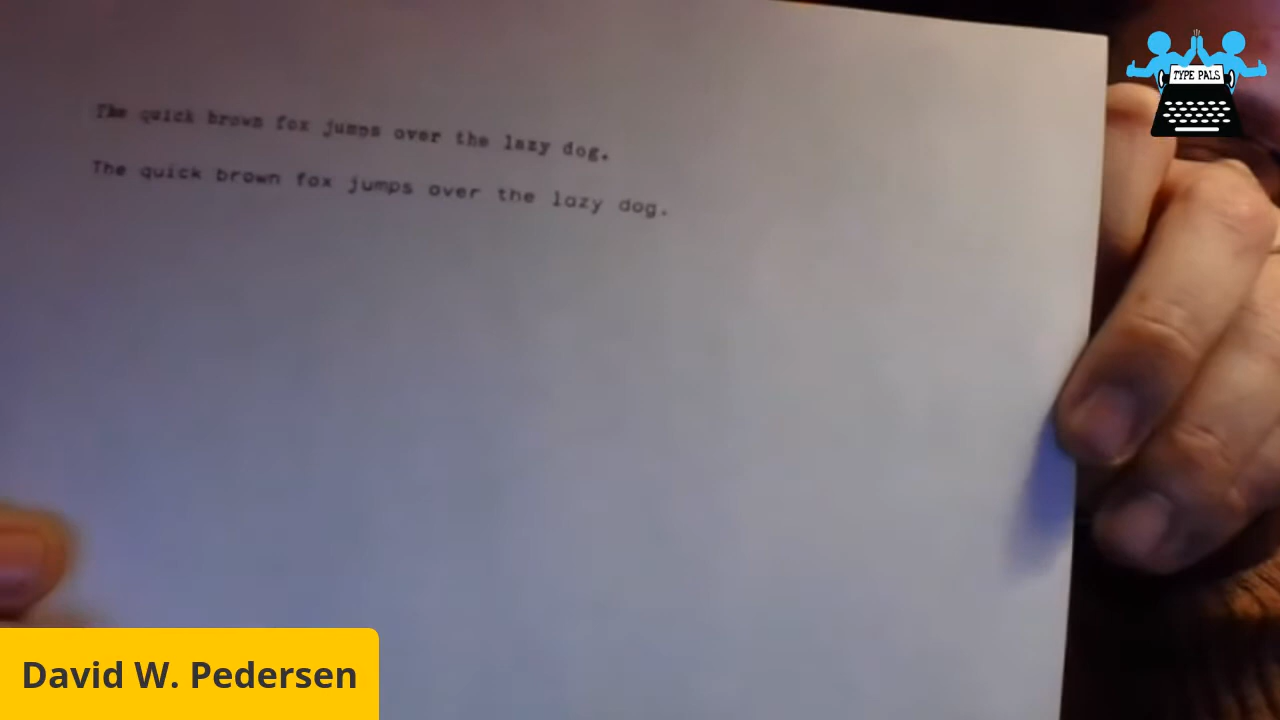 TYPE PALS
The quick brown fox jumps over the lazy dog.
The quick brown fox jumps over the lazy dog.
David W. Pedersen